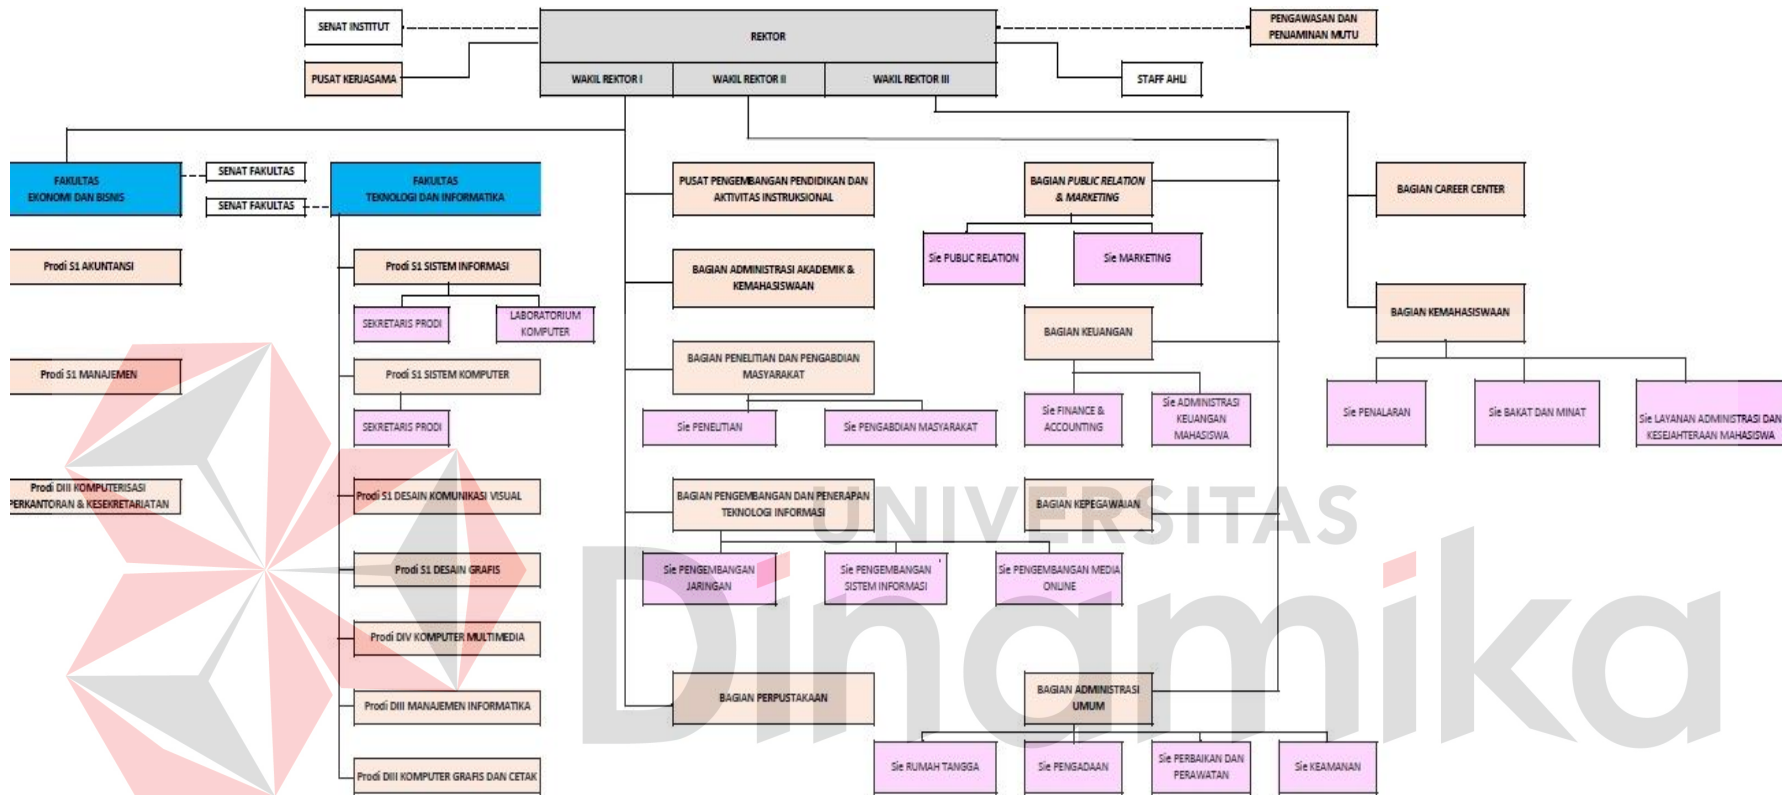 SENAT INSTITUT
REKTOR
PENGAWASAN DAN
PENJAMINAN MUTU
PUSAT KERJASAMA
WAKIL REKTOR I
WAKIL REKTOR II
WAKIL REKTOR III
STAFF AHLI
FAKULTAS
EKONOMI DAN BISNIS
SENAT FAKULTAS
SENAT FAKULTAS
FAKULTAS
TEKNOLOGI DAN INFORMATIKA
PUSAT PENGEMBANGAN PENDIDIKAN DAN
AKTIVITAS INSTRUKSIONAL
BAGIAN PUBLIC RELATION
& MARKETING
BAGIAN CAREER CENTER
Prodi S1 AKUNTANSI
Prodi S1 SISTEM INFORMASI
BAGIAN ADMINISTRASI AKADEMIK &
KEMAHASISWAAN
Sie PUBLIC RELATION
Sie MARKETING
SEKRETARIS PRODI
LABORATORIUM
KOMPUTER
BAGIAN KEUANGAN
BAGIAN KEMAHASISWAAN
Prodi S1 MANAJEMEN
Prodi S1 SISTEM KOMPUTER
BAGIAN PENELITIAN DAN PENGABDIAN
MASYARAKAT
SEKRETARIS PRODI
Sie PENELITIAN
Sie PENGABDIAN MASYARAKAT
Sie FINANCE &
ACCOUNTING
Sie ADMINISTRASI
KEUANGAN
MAHASISWA
Sie PENALARAN
Sie BAKAT DAN MINAT
Sie LAYANAN ADMINISTRASI DAN
KESEJAHTERAAN MAHASISWA
Prodi DIII KOMPUTERISASI
PERKANTORAN & KESEKRETARIATAN
Prodi S1 DESAIN KOMUNIKASI VISUAL
BAGIAN PENGEMBANGAN DAN PENERAPAN
TEKNOLOGI INFORMASI
BAGIAN KEPEGAWAIAN
Prodi S1 DESAIN GRAFIS
Sie PENGEMBANGAN
JARINGAN
Sie PENGEMBANGAN
SISTEM INFORMASI
Sie PENGEMBANGAN MEDIA
ONLINE
Prodi DIV KOMPUTER MULTIMEDIA
Prodi DIII MANAJEMEN INFORMATIKA
BAGIAN PERPUSTAKAAN
BAGIAN ADMINISTRASI
UMUM
Prodi DIII KOMPUTER GRAFIS DAN CETAK
Sie RUMAH TANGGA
Sie PENGADAAN
Sie PERBAIKAN DAN
PERAWATAN
Sie KEAMANAN
UNIVERSITAS
Dinamika